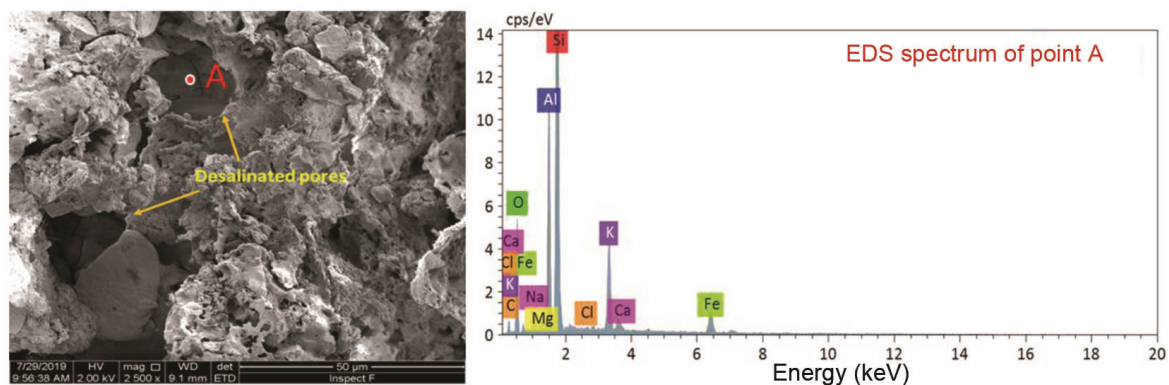 A
Desalinated pores
7/29/2019 HV mag □ WD det 50 µm
9:56:38 AM 2.00 kV 2 500 x 9.1 mm ETD Inspect F
cps/eV
EDS spectrum of point A
14
12
10
8
6
4
2
0
Si
Al
O
Ca
Cl Fe
K
C
Na
Mg
Cl
K
Ca
Fe
2 4 6 8 10 12 14 16 18 20
Energy (keV)